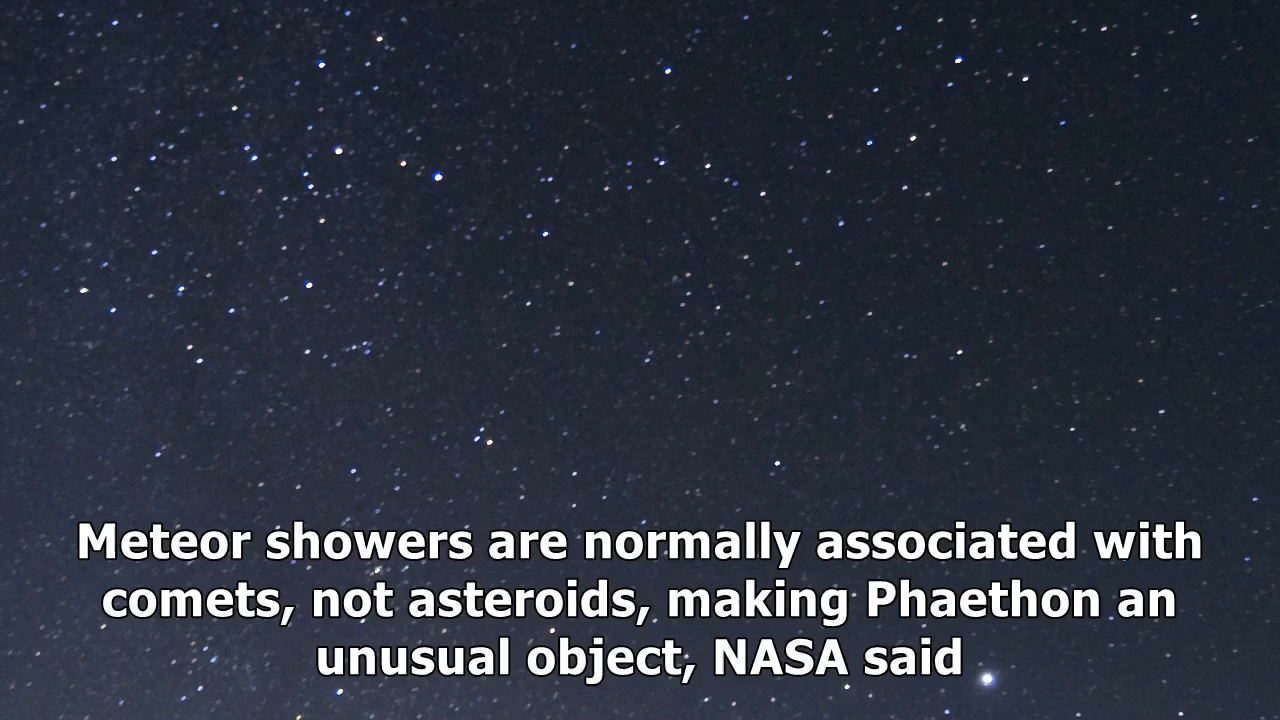 Meteor showers are normally associated with
comets, not asteroids, making Phaethon an
unusual object, NASA said